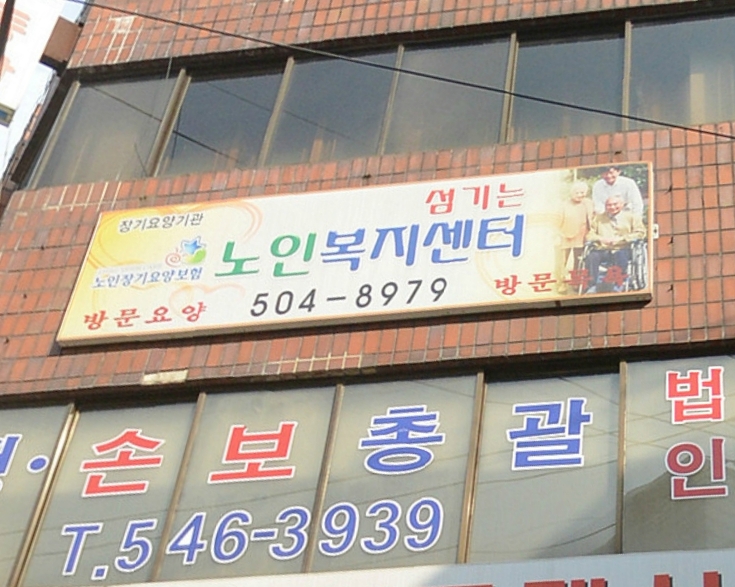 장기요양기관
섬기는
노인장기요양보험
노인복지센터
방문요양
504-8979
방문목욕
손보총괄
법인
T.546-3939